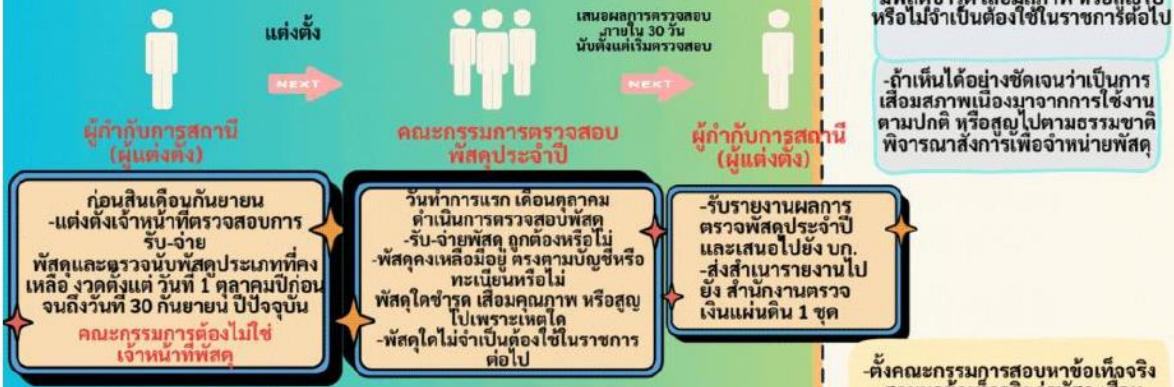 แต่งตั้ง
NEXT
ผู้กำกับการสถานี
(ผู้แต่งตั้ง)
ก่อนสิ้นเดือนกันยายน
-แต่งตั้งเจ้าหน้าที่ตรวจสอบการ
รับ-จ่าย
พัสดุและตรวจนับพัสดุประเภทที่คง
เหลือ งวดตั้งแต่ วันที่ 1 ตุลาคมปีก่อน
จนถึงวันที่ 30 กันยายน ปีปัจจุบัน
คณะกรรมการต้องไม่ใช่
เจ้าหน้าที่พัสดุ
เสนอผลการตรวจสอบ
ภายใน 30 วัน
นับตั้งแต่เริ่มตรวจสอบ
NEXT
คณะกรรมการตรวจสอบ
พัสดุประจำปี
วันทำการแรก เดือนตุลาคม
ดำเนินการตรวจสอบพัสดุ
-รับ-จ่ายพัสดุ ถูกต้องหรือไม่
-พัสดุคงเหลือมีอยู่ ตรงตามบัญชีหรือ
ทะเบียนหรือไม่
พัสดุใดชำรุด เสื่อมคุณภาพ หรือสูญ
ไปเพราะเหตุใด
-พัสดุใดไม่จำเป็นต้องใช้ในราชการ
ต่อไป
ผู้กำกับการสถานี
(ผู้แต่งตั้ง)
-รับรายงานผลการ
ตรวจพัสดุประจำปี
และเสนอไปยัง บก.
-ส่งสำเนารายงานไป
ยัง สำนักงานตรวจ
เงินแผ่นดิน 1 ชุด
หรือไม่จำเป็นต้องใช้ในราชการต่อไป
-ถ้าเห็นได้อย่างชัดเจนว่าเป็นการ
เสื่อมสภาพเนื่องมาจากการใช้งาน
ตามปกติ หรือสูญไปตามธรรมชาติ
พิจารณาสั่งการเพื่อจำหน่ายพัสดุ
-ตั้งคณะกรรมการสอบหาข้อเท็จจริง